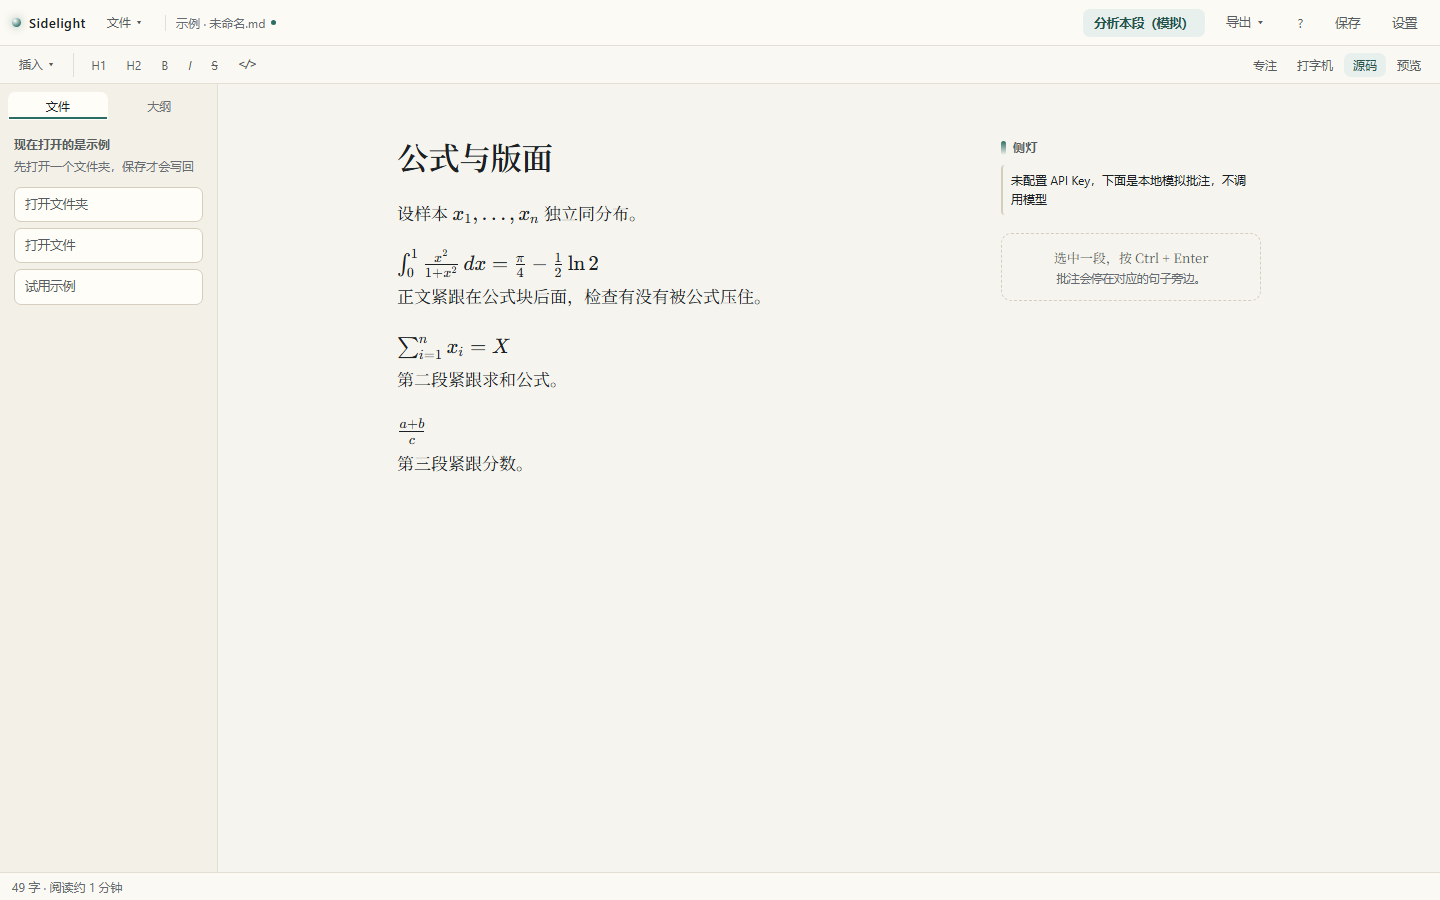 Sidelight 文件 ▾ 示例 · 未命名.md ● 分析本段（模拟） 导出 ▾ ? 保存 设置
插入 ▾ H1 H2 B I S </> 专注 打字机 源码 预览
文件 大纲
现在打开的是示例
先打开一个文件夹，保存才会写回
打开文件夹
打开文件
试用示例
公式与版面
设样本 x₁, . . . , xₙ 独立同分布。
∫₀¹ x²/(1+x²) dx = π/4 − 1/2 ln 2
正文紧跟在公式块后面，检查有没有被公式压住。
∑ᵢ₌₁ⁿ xᵢ = X
第二段紧跟求和公式。
(a+b)/c
第三段紧跟分数。
侧灯
未配置 API Key，下面是本地模拟批注，不调
用模型
选中一段，按 Ctrl + Enter
批注会停在对应的句子旁边。
49 字 · 阅读约 1 分钟